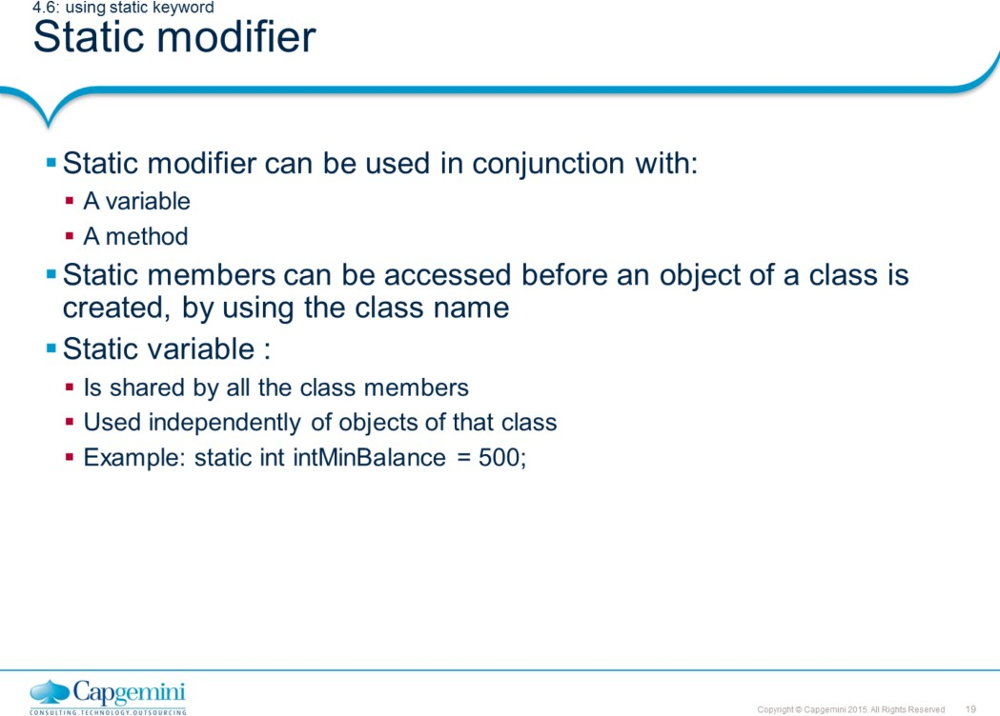 4.6: using static keyword
Static modifier
Static modifier can be used in conjunction with:
A variable
A method
Static members can be accessed before an object of a class is
created, by using the class name
Static variable :
Is shared by all the class members
Used independently of objects of that class
Example: static int intMinBalance = 500;
Capgemini
CONSULTING.TECHNOLOGY.OUTSOURCING
Copyright © Capgemini 2015. All Rights Reserved 19